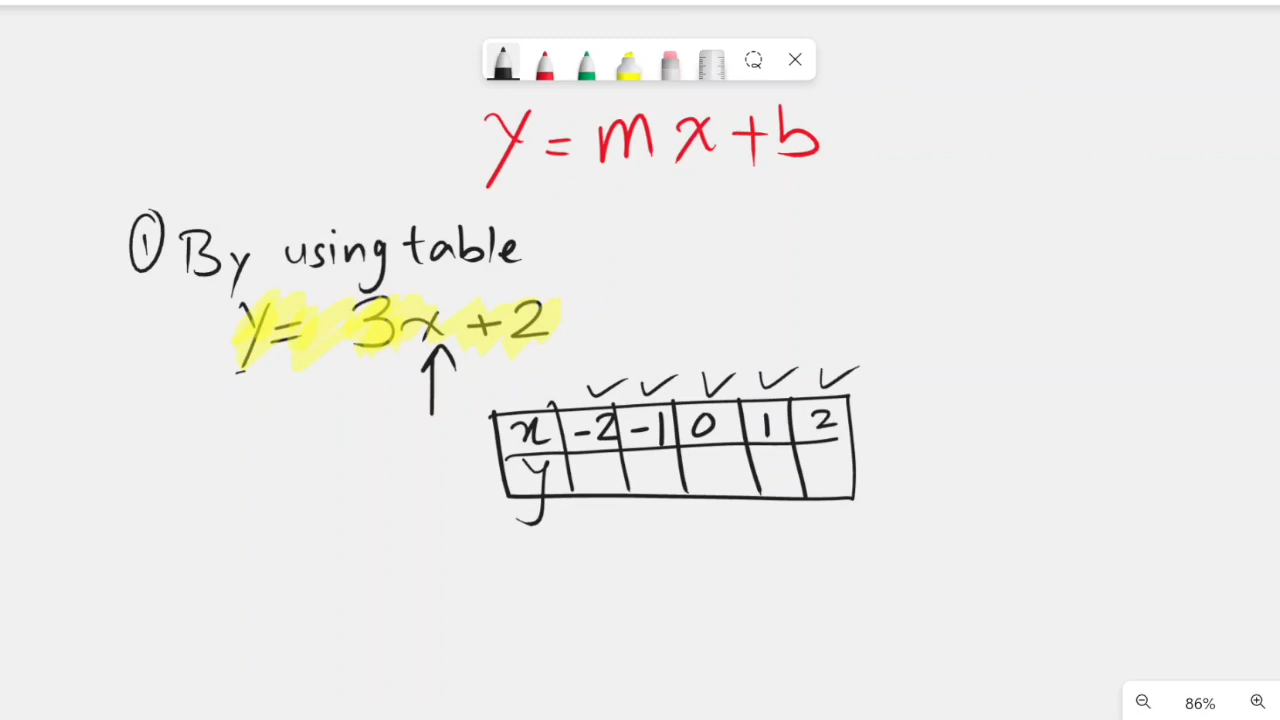 y = mx+b
① By using table
y= 3x +2
x -2 -1 0 1 2
y
86%